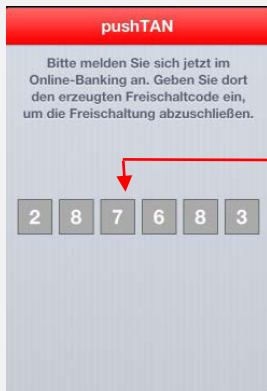 pushTAN
Bitte melden Sie sich jetzt im
Online-Banking an. Geben Sie dort
den erzeugten Freischaltcode ein,
um die Freischaltung abzuschließen.
2 8 7 6 8 3